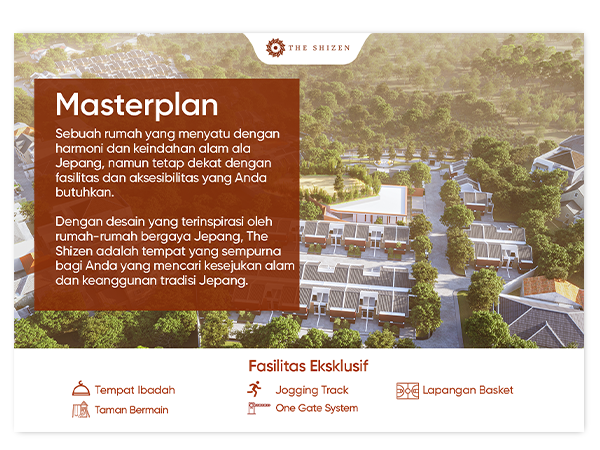 THE SHIZEN
Masterplan
Sebuah rumah yang menyatu dengan
harmoni dan keindahan alam ala
Jepang, namun tetap dekat dengan
fasilitas dan aksesibilitas yang Anda
butuhkan.
Dengan desain yang terinspirasi oleh
rumah-rumah bergaya Jepang, The
Shizen adalah tempat yang sempurna
bagi Anda yang mencari kesejukan alam
dan keanggunan tradisi Jepang.
Fasilitas Eksklusif
Tempat Ibadah
Jogging Track
Lapangan Basket
Taman Bermain
One Gate System